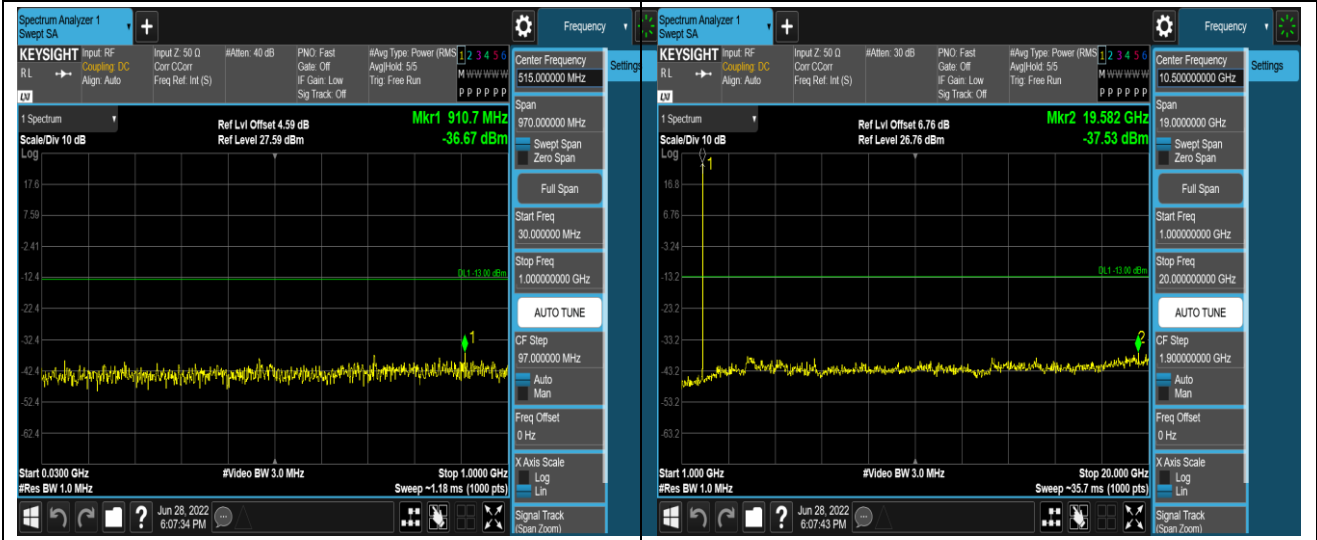 Spectrum Analyzer 1
Swept SA
Frequency
KEYSIGHT
RL
LXI
Input: RF
Coupling: DC
Align: Auto
Input Z: 50 Ω
Corr CCorr
Freq Ref: Int (S)
#Atten: 40 dB
PNO: Fast
Gate: Off
IF Gain: Low
Sig Track: Off
#Avg Type: Power (RMS
Avg|Hold: 5/5
Trig: Free Run
1 2 3 4 5 6
M W W W W W
P P P P P P
Center Frequency
515.000000 MHz
Settings
Span
970.000000 MHz
Swept Span
Zero Span
Full Span
Start Freq
30.000000 MHz
Stop Freq
1.000000000 GHz
AUTO TUNE
CF Step
97.000000 MHz
Auto
Man
Freq Offset
0 Hz
X Axis Scale
Log
Lin
Signal Track
(Span Zoom)
1 Spectrum
Scale/Div 10 dB
Log
Ref Lvl Offset 4.59 dB
Ref Level 27.59 dBm
Mkr1 910.7 MHz
-36.67 dBm
17.6
7.59
-2.41
-12.4
DL1 -13.00 dBm
-22.4
-32.4
1
-42.4
-52.4
-62.4
Start 0.0300 GHz
#Res BW 1.0 MHz
#Video BW 3.0 MHz
Stop 1.0000 GHz
Sweep ~1.18 ms (1000 pts)
Jun 28, 2022
6:07:34 PM
Spectrum Analyzer 1
Swept SA
Frequency
KEYSIGHT
RL
LXI
Input: RF
Coupling: DC
Align: Auto
Input Z: 50 Ω
Corr CCorr
Freq Ref: Int (S)
#Atten: 30 dB
PNO: Fast
Gate: Off
IF Gain: Low
Sig Track: Off
#Avg Type: Power (RMS
Avg|Hold: 5/5
Trig: Free Run
1 2 3 4 5 6
M W W W W W
P P P P P P
Center Frequency
10.500000000 GHz
Settings
Span
19.0000000 GHz
Swept Span
Zero Span
Full Span
Start Freq
1.000000000 GHz
Stop Freq
20.000000000 GHz
AUTO TUNE
CF Step
1.900000000 GHz
Auto
Man
Freq Offset
0 Hz
X Axis Scale
Log
Lin
Signal Track
(Span Zoom)
1 Spectrum
Scale/Div 10 dB
Log
Ref Lvl Offset 6.76 dB
Ref Level 26.76 dBm
Mkr2 19.582 GHz
-37.53 dBm
1
16.8
6.76
-3.24
-13.2
DL1 -13.00 dBm
-23.2
-33.2
2
-43.2
-53.2
-63.2
Start 1.000 GHz
#Res BW 1.0 MHz
#Video BW 3.0 MHz
Stop 20.000 GHz
Sweep ~35.7 ms (1000 pts)
Jun 28, 2022
6:07:43 PM